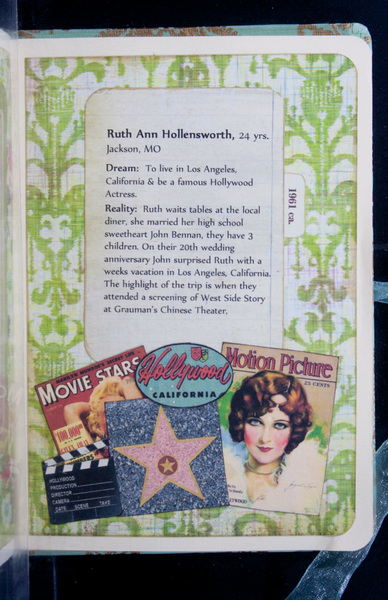 Ruth Ann Hollensworth, 24 yrs.
Jackson, MO
Dream: To live in Los Angeles,
California & be a famous Hollywood
Actress.
Reality: Ruth waits tables at the local
diner, she married her high school
sweetheart John Bennan, they have 3
children. On their 20th wedding
anniversary John surprised Ruth with a
weeks vacation in Los Angeles, California.
The highlight of the trip is when they
attended a screening of West Side Story
at Grauman's Chinese Theater.
1961 ca.
MOVIE STARS
Hollywood
CALIFORNIA
Motion Picture
25 CENTS
HOLLYWOOD
PRODUCTION
DIRECTOR
CAMERA
DATE SCENE TAKE